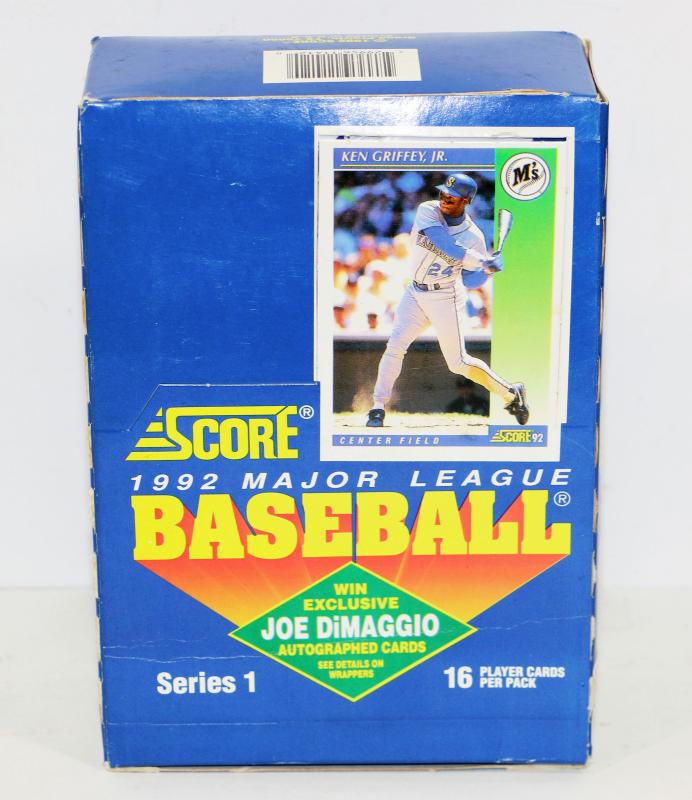 KEN GRIFFEY, JR.
M's
24
CENTER FIELD
SCORE 92
SCORE®
1992 MAJOR LEAGUE
BASEBALL®
WIN
EXCLUSIVE
JOE DiMAGGIO
AUTOGRAPHED CARDS
SEE DETAILS ON
WRAPPERS
Series 1
16 PLAYER CARDS
PER PACK